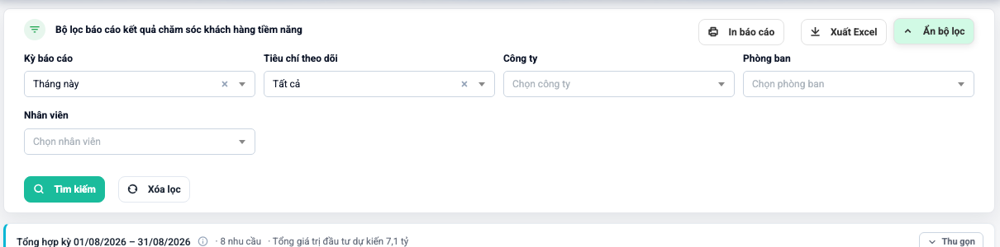 Bộ lọc báo cáo kết quả chăm sóc khách hàng tiềm năng
In báo cáo
Xuất Excel
Ẩn bộ lọc
Kỳ báo cáo
Tiêu chí theo dõi
Công ty
Phòng ban
Tháng này
Tất cả
Chọn công ty
Chọn phòng ban
Nhân viên
Chọn nhân viên
Tìm kiếm
Xóa lọc
Tổng hợp kỳ 01/08/2026 – 31/08/2026 · 8 nhu cầu · Tổng giá trị đầu tư dự kiến 7,1 tỷ
Thu gọn